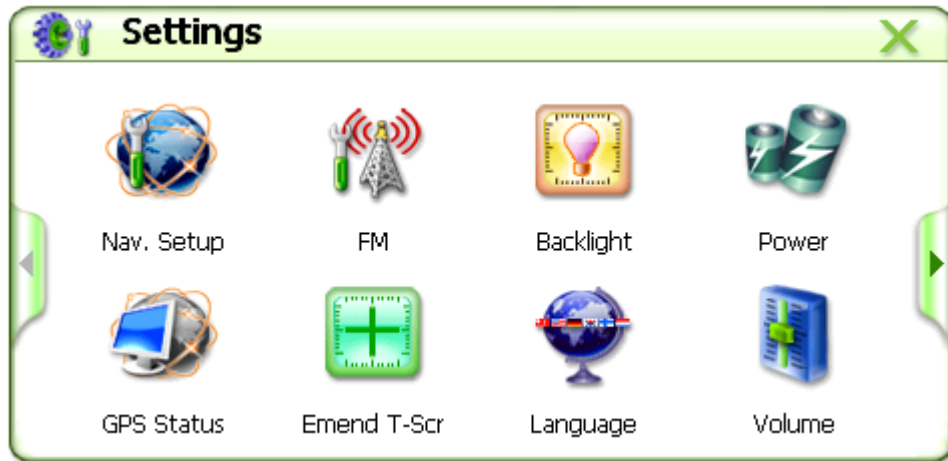 Settings
Nav. Setup FM Backlight Power
GPS Status Emend T-Scr Language Volume